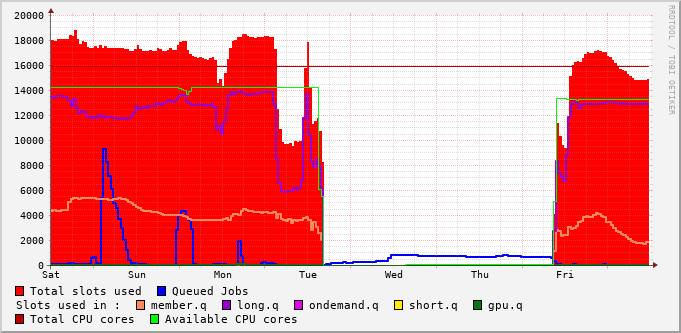 20000
18000
16000
14000
12000
10000
8000
6000
4000
2000
0
Sat Sun Mon Tue Wed Thu Fri
Total slots used Queued Jobs
Slots used in : member.q long.q ondemand.q short.q gpu.q
Total CPU cores Available CPU cores
RRDTOOL / TOBI OETIKER